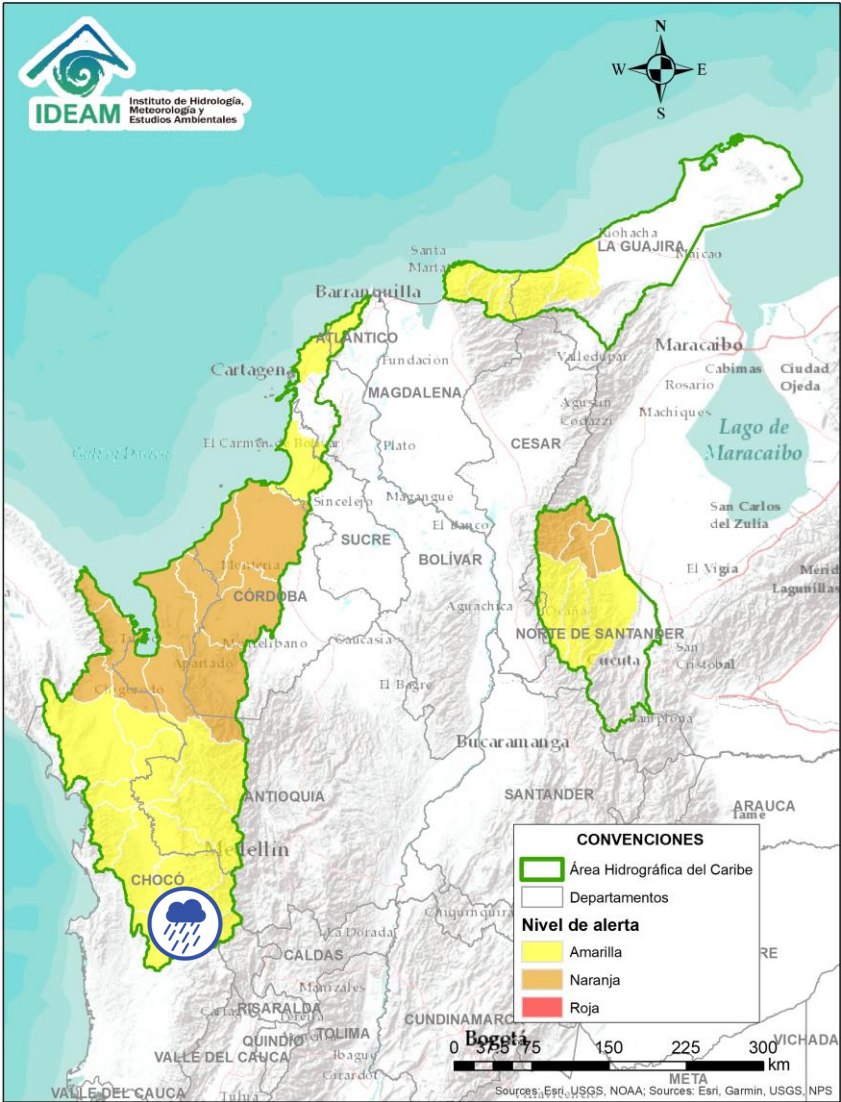 IDEAM
Instituto de Hidrología,
Meteorología y
Estudios Ambientales
N
W
E
S
Riohacha
LA GUAJIRA
Maicao
Santa
Marta
Barranquilla
ATLÁNTICO
Cartagena
Fundación
Valledupar
Maracaibo
Cabimas
Ciudad
Ojeda
Rosario
Machiques
MAGDALENA
Agustín
Codazzi
Lago de
Maracaibo
El Carmen de Bolívar
Plato
CESAR
Sincelejo
Magangué
San Carlos
del Zulia
El Banco
SUCRE
BOLÍVAR
Montería
El Vigía
Lagunillas
CÓRDOBA
Aguachica
Ocaña
NORTE DE SANTANDER
Montelíbano
Caucasia
San
Cristóbal
Apartadó
Cúcuta
El Bagre
Chigorodó
Pamplona
Bucaramanga
ANTIOQUIA
SANTANDER
ARAUCA
Tame
Medellín
CHOCÓ
La Dorada
CALDAS
Manizales
RISARALDA
CUNDINAMARC
Bogotá
QUINDÍO
TOLIMA
VALLE DEL CAUCA
Ibagué
Girardot
VICHADA
META
VALLE DEL CAUCA
Tuluá
CONVENCIONES
Área Hidrográfica del Caribe
Departamentos
Nivel de alerta
Amarilla
Naranja
Roja
RE
0 37,5 75 150 225 300
km
Sources: Esri, USGS, NOAA; Sources: Esri, Garmin, USGS, NPS